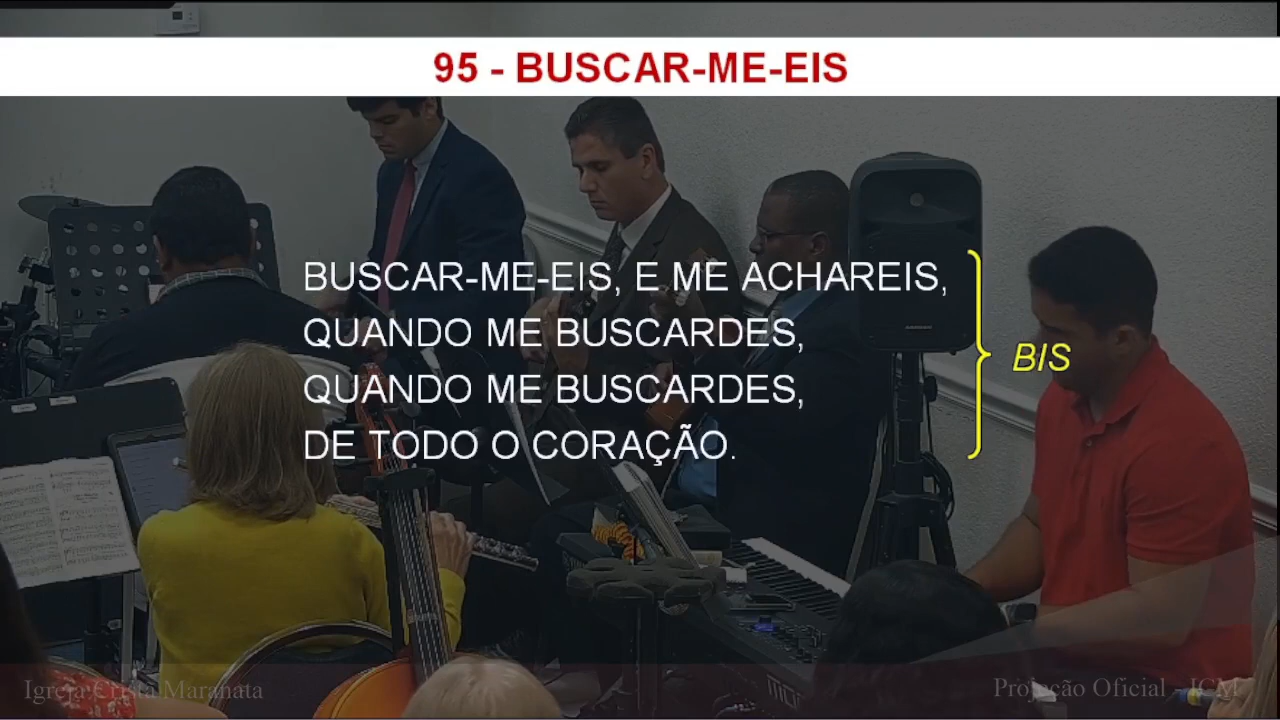 95 - BUSCAR-ME-EIS
BUSCAR-ME-EIS, E ME ACHAREIS,
QUANDO ME BUSCARDES,
QUANDO ME BUSCARDES,
DE TODO O CORAÇÃO.
BIS
Igreja Cristã Maranata
Projeção Oficial - ICM